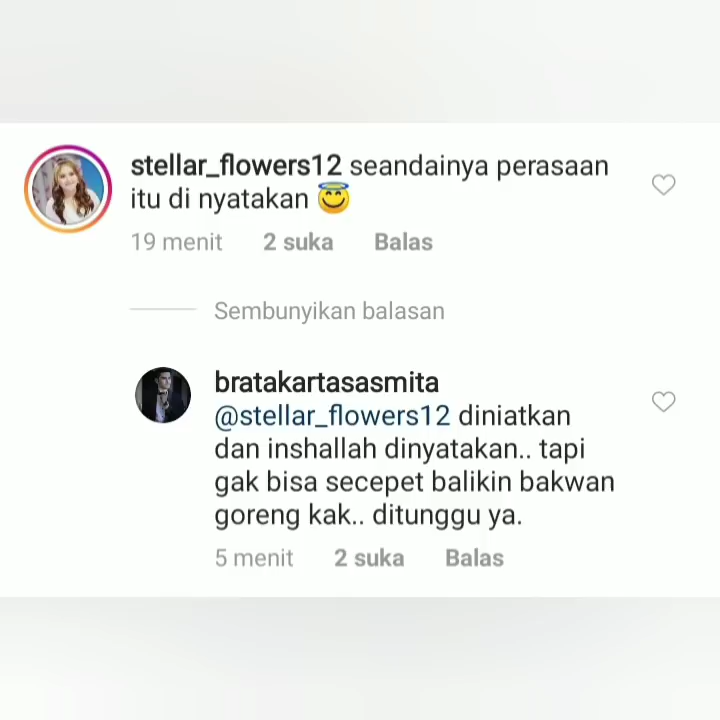 stellar_flowers12 seandainya perasaan
itu di nyatakan 😇
19 menit 2 suka Balas
Sembunyikan balasan
bratakartasasmita
@stellar_flowers12 diniatkan
dan inshallah dinyatakan.. tapi
gak bisa secepet balikin bakwan
goreng kak.. ditunggu ya.
5 menit 2 suka Balas